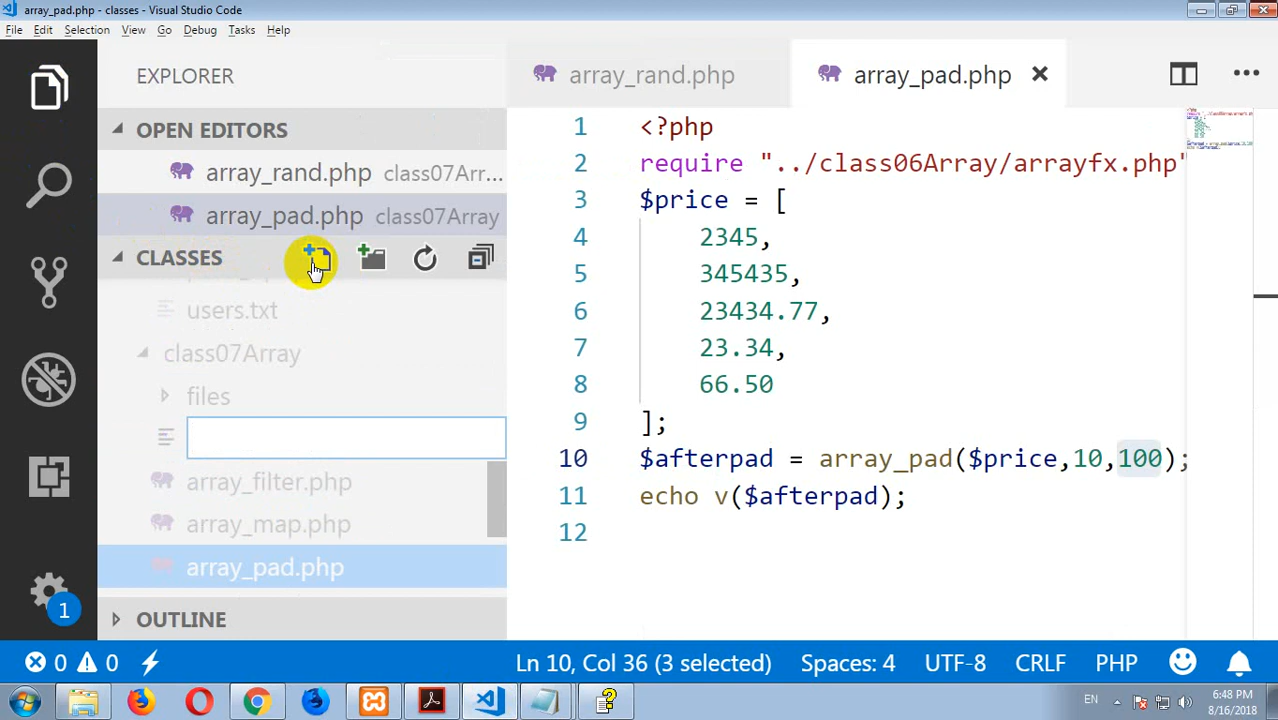 array_pad.php - classes - Visual Studio Code
File Edit Selection View Go Debug Tasks Help
EXPLORER
OPEN EDITORS
array_rand.php class07Arr...
array_pad.php class07Array
CLASSES
users.txt
class07Array
files
array_filter.php
array_map.php
array_pad.php
OUTLINE
1
array_rand.php
array_pad.php
1 <?php
2 require "../class06Array/arrayfx.php"
3 $price = [
4 2345,
5 345435,
6 23434.77,
7 23.34,
8 66.50
9 ];
10 $afterpad = array_pad($price,10,100);
11 echo v($afterpad);
12
0 0 Ln 10, Col 36 (3 selected) Spaces: 4 UTF-8 CRLF PHP
EN 6:48 PM
8/16/2018